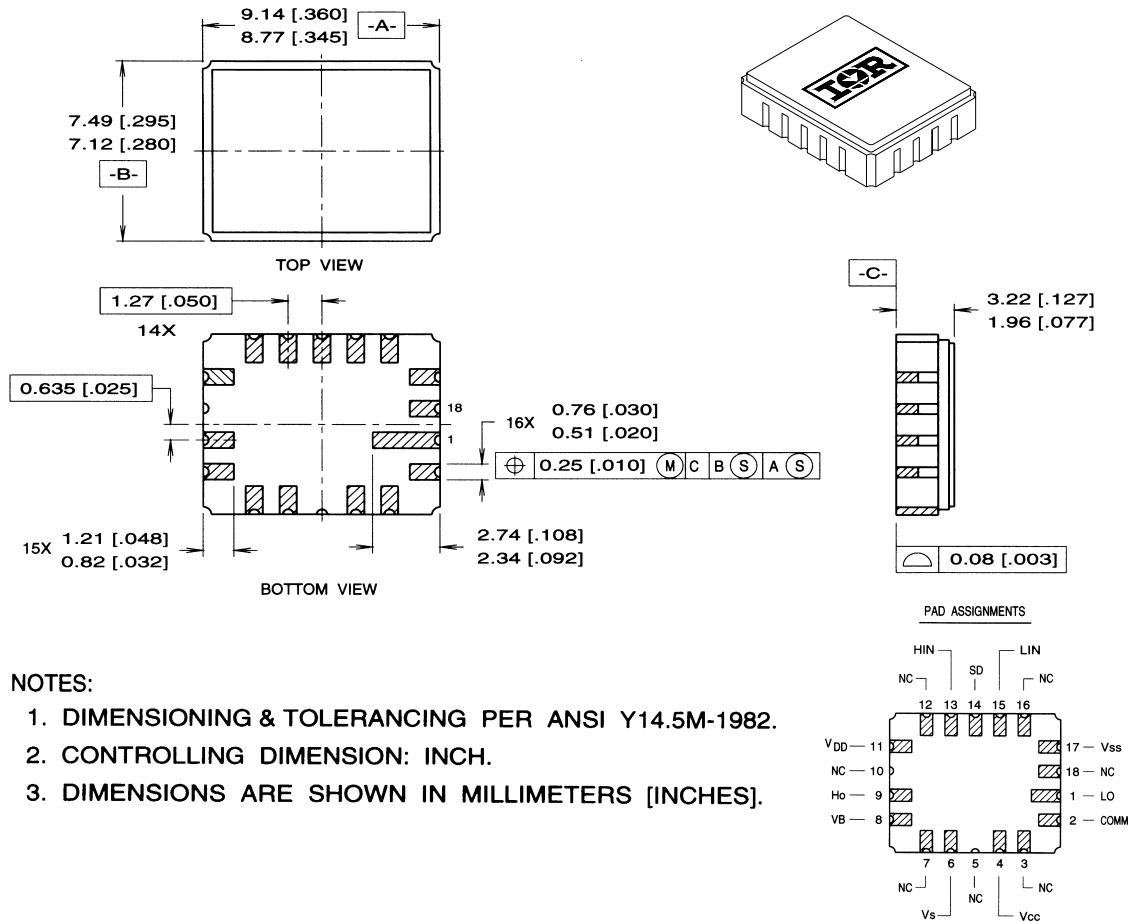 9.14 [.360]
8.77 [.345]
-A-
7.49 [.295]
7.12 [.280]
-B-
TOP VIEW
IOR
1.27 [.050]
14X
0.635 [.025]
18
1
16X
0.76 [.030]
0.51 [.020]
⌖ 0.25 [.010] Ⓜ C B Ⓢ A Ⓢ
15X
1.21 [.048]
0.82 [.032]
2.74 [.108]
2.34 [.092]
BOTTOM VIEW
-C-
3.22 [.127]
1.96 [.077]
0.08 [.003]
NOTES:
1. DIMENSIONING & TOLERANCING PER ANSI Y14.5M-1982.
2. CONTROLLING DIMENSION: INCH.
3. DIMENSIONS ARE SHOWN IN MILLIMETERS [INCHES].
PAD ASSIGNMENTS
HIN
LIN
NC
SD
NC
12 13 14 15 16
VDD 11
17 Vss
NC 10
18 NC
Ho 9
1 LO
VB 8
2 COMM
7 6 5 4 3
NC
NC
NC
Vs
Vcc